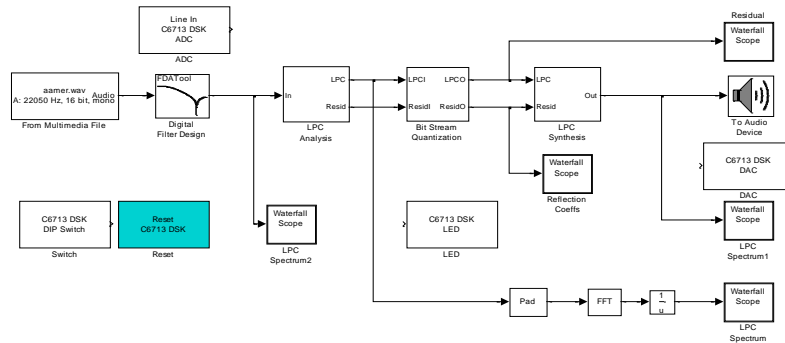 Line In
C6713 DSK
ADC
ADC
Residual
Waterfall
Scope
aamer.wav
A: 22050 Hz, 16 bit, mono
Audio
From Multimedia File
FDATool
Digital
Filter Design
In
LPC
Resid
LPC
Analysis
LPCI
ResidI
LPCO
ResidO
Bit Stream
Quantization
LPC
Resid
Out
LPC
Synthesis
To Audio
Device
Waterfall
Scope
Reflection
Coeffs
C6713 DSK
DAC
DAC
C6713 DSK
DIP Switch
Switch
Reset
C6713 DSK
Reset
Waterfall
Scope
LPC
Spectrum2
C6713 DSK
LED
LED
Waterfall
Scope
LPC
Spectrum1
Pad
FFT
1
u
Waterfall
Scope
LPC
Spectrum